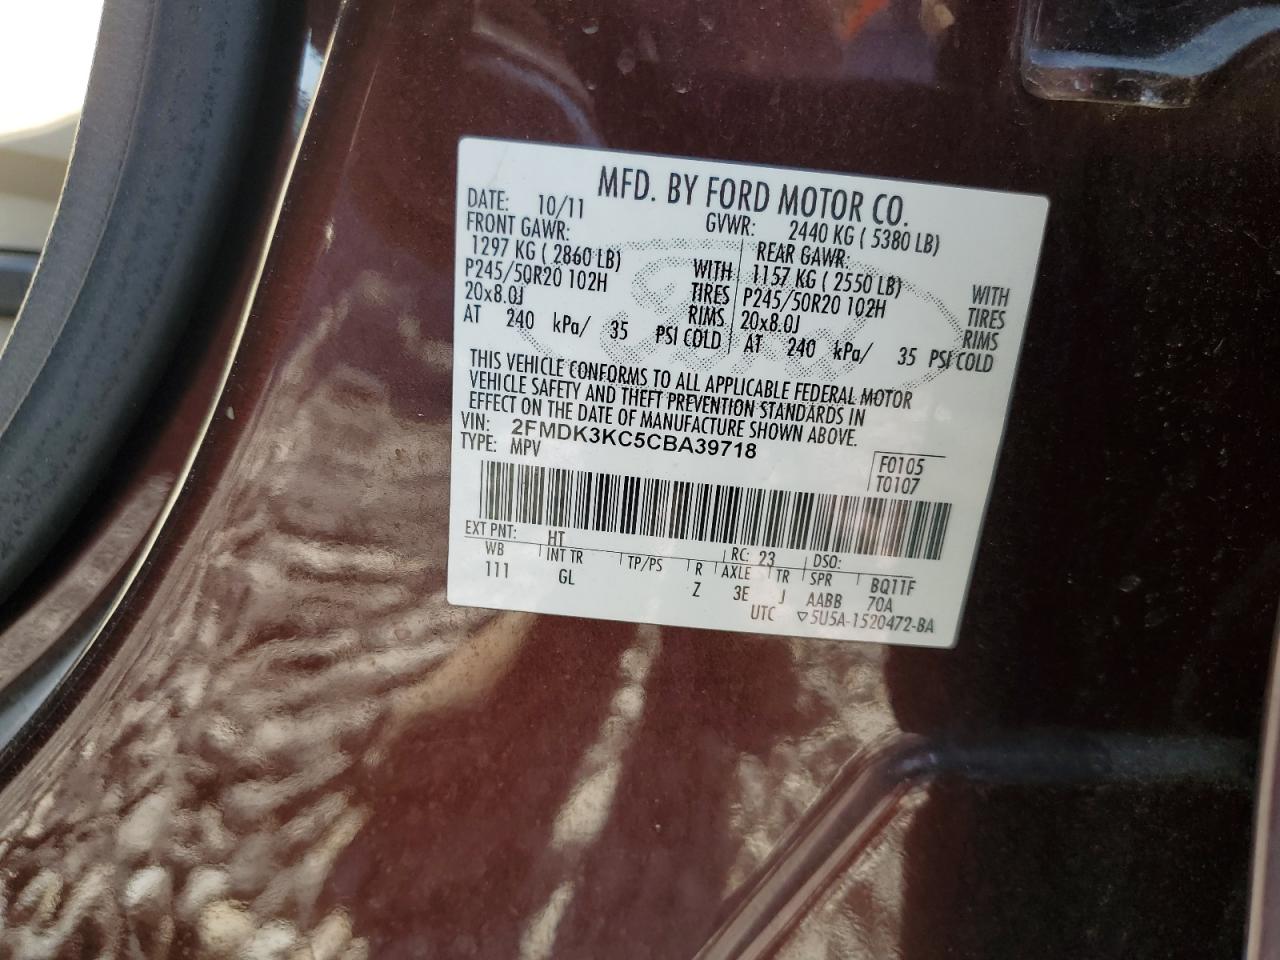 MFD. BY FORD MOTOR CO.
DATE: 10/11 GVWR: 2440 KG ( 5380 LB)
FRONT GAWR: REAR GAWR:
1297 KG ( 2860 LB) WITH 1157 KG ( 2550 LB) WITH
P245/50R20 102H TIRES P245/50R20 102H TIRES
20x8.0J RIMS 20x8.0J RIMS
AT 240 kPa/ 35 PSI COLD AT 240 kPa/ 35 PSI COLD
THIS VEHICLE CONFORMS TO ALL APPLICABLE FEDERAL MOTOR
VEHICLE SAFETY AND THEFT PREVENTION STANDARDS IN
EFFECT ON THE DATE OF MANUFACTURE SHOWN ABOVE.
VIN: 2FMDK3KC5CBA39718
TYPE: MPV
F0105
T0107
EXT PNT: HT RC: 23 DSO:
WB INT TR TP/PS R AXLE TR SPR BQTTF
111 GL Z 3E J AABB 70A
UTC ▽5U5A-1520472-BA